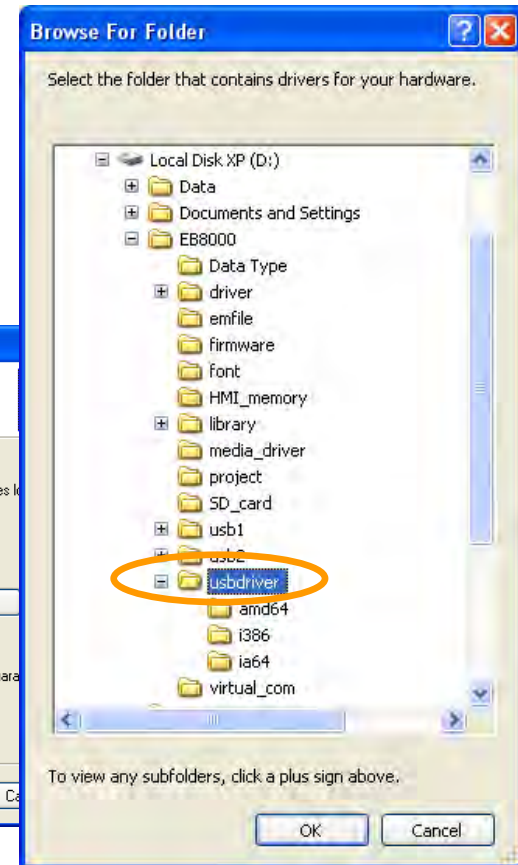 Browse For Folder
Select the folder that contains drivers for your hardware.
Local Disk XP (D:)
Data
Documents and Settings
EB8000
Data Type
driver
emfile
firmware
font
HMI_memory
library
media_driver
project
SD_card
usb1
usb2
usbdriver
amd64
i386
ia64
virtual_com
To view any subfolders, click a plus sign above.
OK Cancel